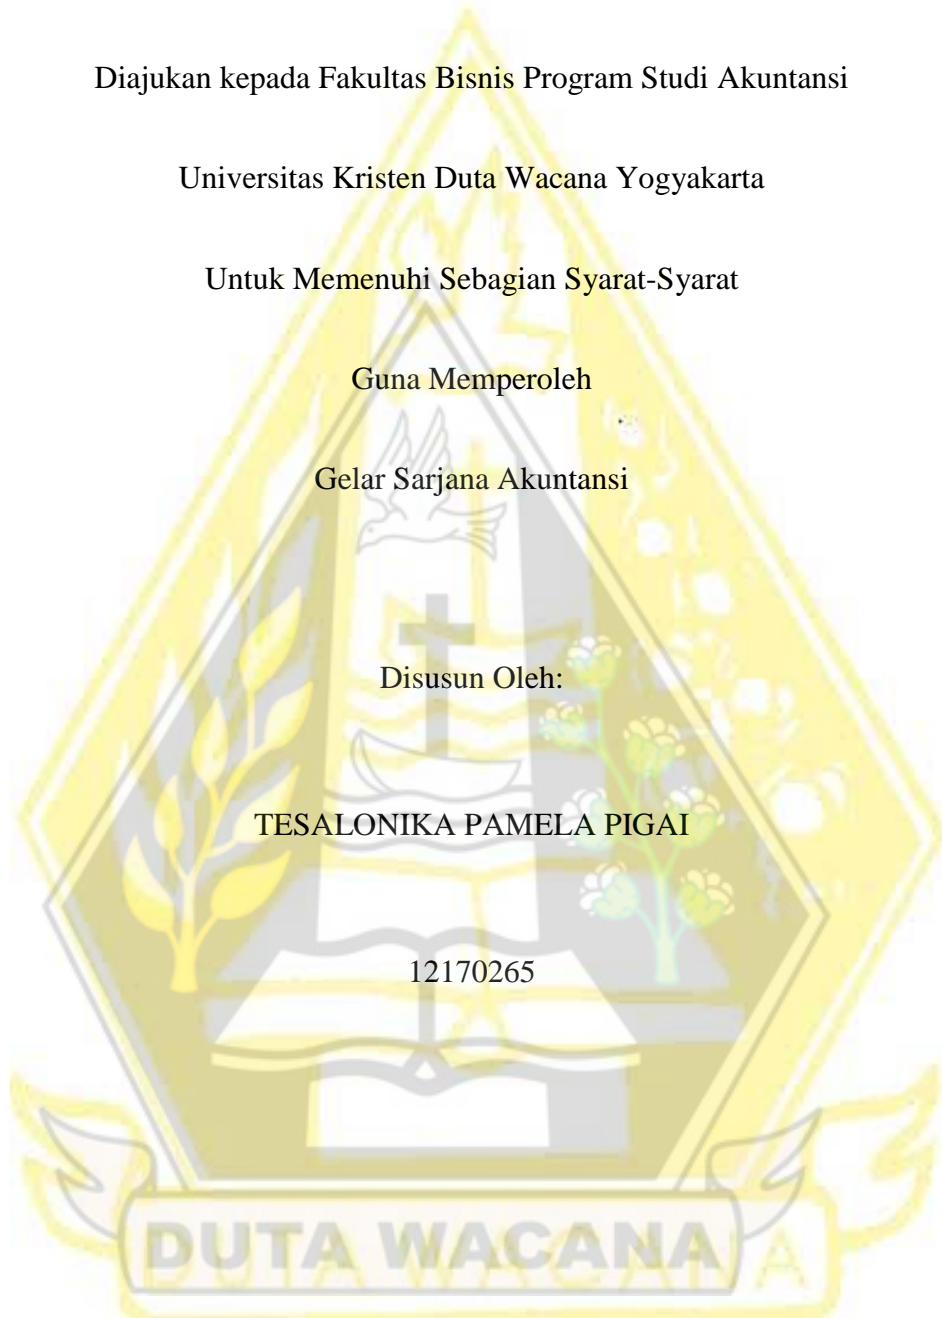 Diajukan kepada Fakultas Bisnis Program Studi Akuntansi
Universitas Kristen Duta Wacana Yogyakarta
Untuk Memenuhi Sebagian Syarat-Syarat
Guna Memperoleh
Gelar Sarjana Akuntansi
Disusun Oleh:
TESALONIKA PAMELA PIGAI
12170265
DUTA WACANA